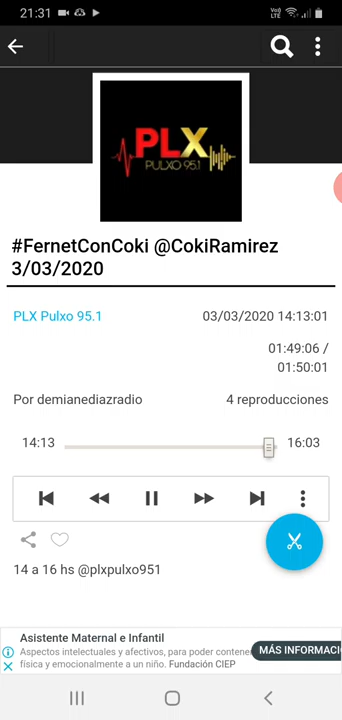 21:31
Vo)) LTE
PLX
PULXO 95.1
#FernetConCoki @CokiRamirez
3/03/2020
PLX Pulxo 95.1
03/03/2020 14:13:01
01:49:06 /
01:50:01
Por demianediazradio
4 reproducciones
14:13
16:03
14 a 16 hs @plxpulxo951
Asistente Maternal e Infantil
Aspectos intelectuales y afectivos, para poder contene
física y emocionalmente a un niño. Fundación CIEP
MÁS INFORMACI